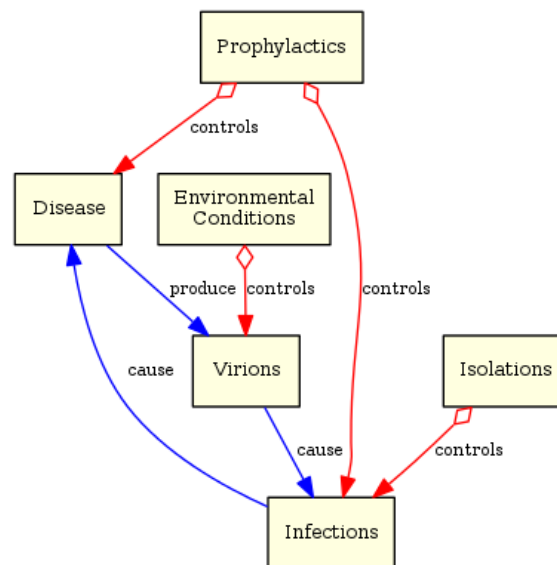 Prophylactics
controls
Disease
Environmental
Conditions
produce
controls
controls
cause
Virions
Isolations
cause
controls
Infections